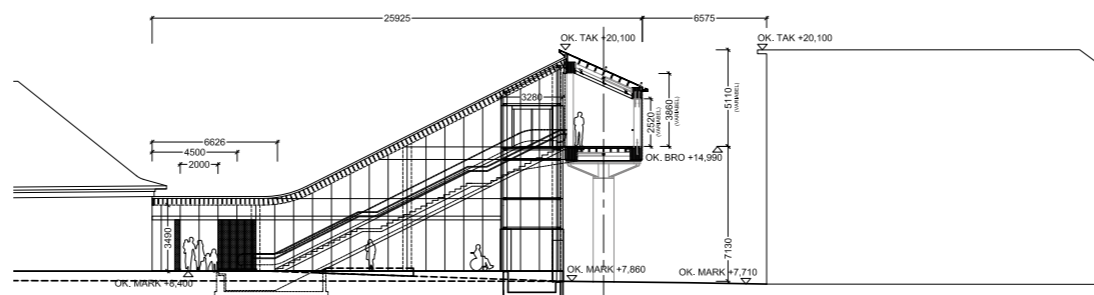 25925
6575
OK. TAK +20,100
OK. TAK +20,100
3280
2520
(VARIABEL)
3860
(VARIABEL)
5110
(VARIABEL)
6626
4500
2000
OK. BRO +14,990
3490
7130
OK. MARK +8,400
OK. MARK +7,860
OK. MARK +7,710